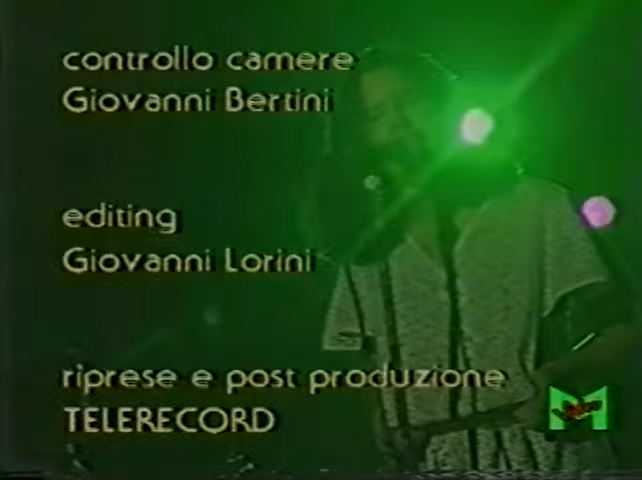 controllo camere
Giovanni Bertini
editing
Giovanni Lorini
riprese e post produzione
TELERECORD